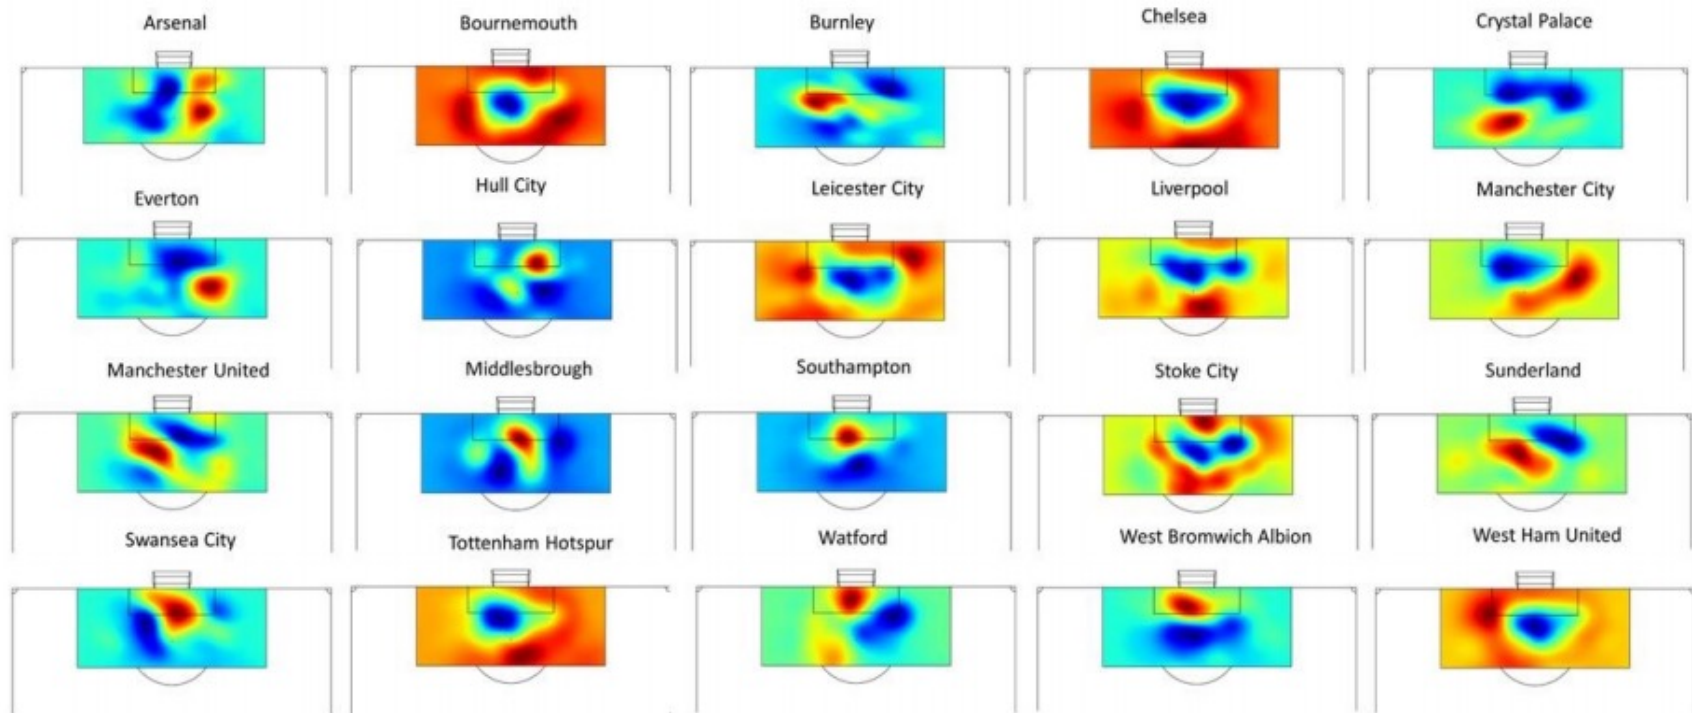 Arsenal
Bournemouth
Burnley
Chelsea
Crystal Palace
Everton
Hull City
Leicester City
Liverpool
Manchester City
Manchester United
Middlesbrough
Southampton
Stoke City
Sunderland
Swansea City
Tottenham Hotspur
Watford
West Bromwich Albion
West Ham United